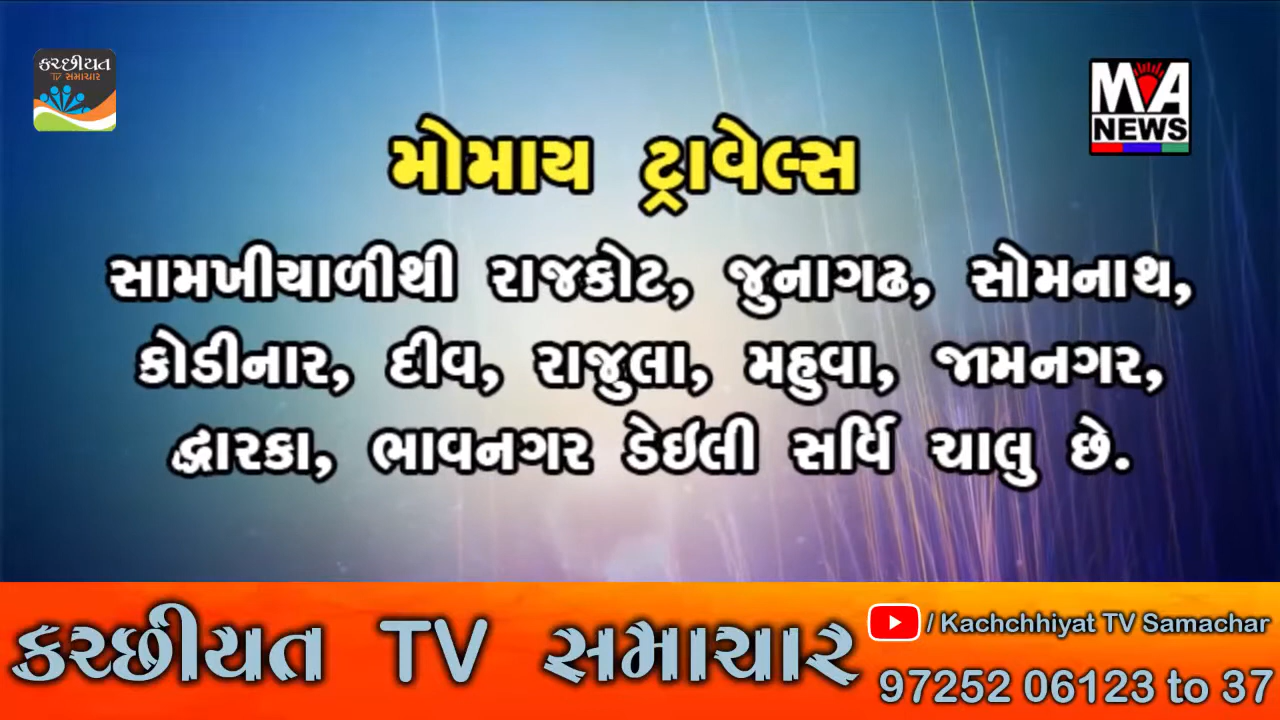 કચ્છીયત
TV સમાચાર
MA
NEWS
મોમાય ટ્રાવેલ્સ
સામખીયાળીથી રાજકોટ, જુનાગઢ, સોમનાથ,
કોડીનાર, દીવ, રાજુલા, મહુવા, જામનગર,
દ્વારકા, ભાવનગર ડેઇલી સર્વિ ચાલુ છે.
કચ્છીયત TV સમાચાર
/ Kachchhiyat TV Samachar
97252 06123 to 37